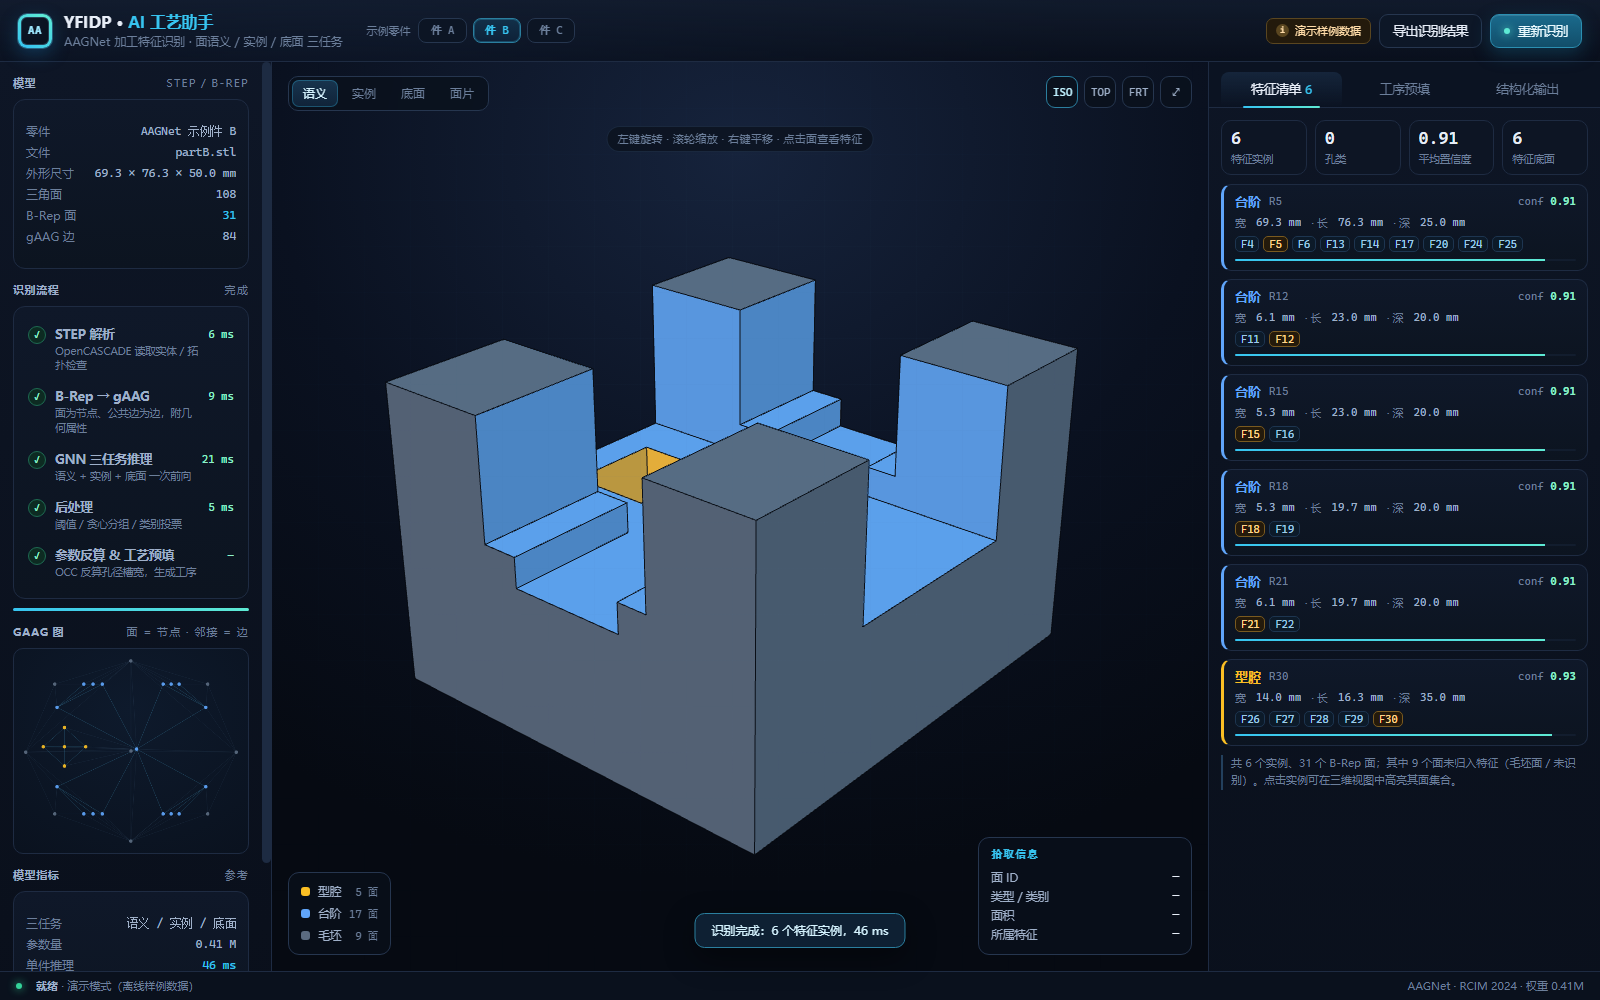 AA
YFIDP • AI 工艺助手
AAGNet 加工特征识别 · 面语义 / 实例 / 底面 三任务
示例零件 件 A 件 B 件 C
i 演示样例数据
导出识别结果
重新识别
模型 STEP / B-REP
零件 AAGNet 示例件 B
文件 partB.stl
外形尺寸 69.3 × 76.3 × 50.0 mm
三角面 108
B-Rep 面 31
gAAG 边 84
识别流程 完成
STEP 解析 6 ms
OpenCASCADE 读取实体 / 拓
扑检查
B-Rep → gAAG 9 ms
面为节点、公共边为边，附几
何属性
GNN 三任务推理 21 ms
语义 + 实例 + 底面 一次前向
后处理 5 ms
阈值 / 贪心分组 / 类别投票
参数反算 & 工艺预填 —
OCC 反算孔径槽宽，生成工序
GAAG 图 面 = 节点 · 邻接 = 边
模型指标 参考
三任务 语义 / 实例 / 底面
参数量 0.41 M
单件推理 46 ms
语义 实例 底面 面片
ISO TOP FRT ⤢
左键旋转 · 滚轮缩放 · 右键平移 · 点击面查看特征
型腔 5 面
台阶 17 面
毛坯 9 面
识别完成：6 个特征实例，46 ms
拾取信息
面 ID —
类型 / 类别 —
面积 —
所属特征 —
特征清单 6 工序预填 结构化输出
6 0 0.91 6
特征实例 孔类 平均置信度 特征底面
台阶 R5 conf 0.91
宽 69.3 mm · 长 76.3 mm · 深 25.0 mm
F4 F5 F6 F13 F14 F17 F20 F24 F25
台阶 R12 conf 0.91
宽 6.1 mm · 长 23.0 mm · 深 20.0 mm
F11 F12
台阶 R15 conf 0.91
宽 5.3 mm · 长 23.0 mm · 深 20.0 mm
F15 F16
台阶 R18 conf 0.91
宽 5.3 mm · 长 19.7 mm · 深 20.0 mm
F18 F19
台阶 R21 conf 0.91
宽 6.1 mm · 长 19.7 mm · 深 20.0 mm
F21 F22
型腔 R30 conf 0.93
宽 14.0 mm · 长 16.3 mm · 深 35.0 mm
F26 F27 F28 F29 F30
共 6 个实例、31 个 B-Rep 面；其中 9 个面未归入特征（毛坯面 / 未识
别）。点击实例可在三维视图中高亮其面集合。
就绪 · 演示模式（离线样例数据）
AAGNet · RCIM 2024 · 权重 0.41M